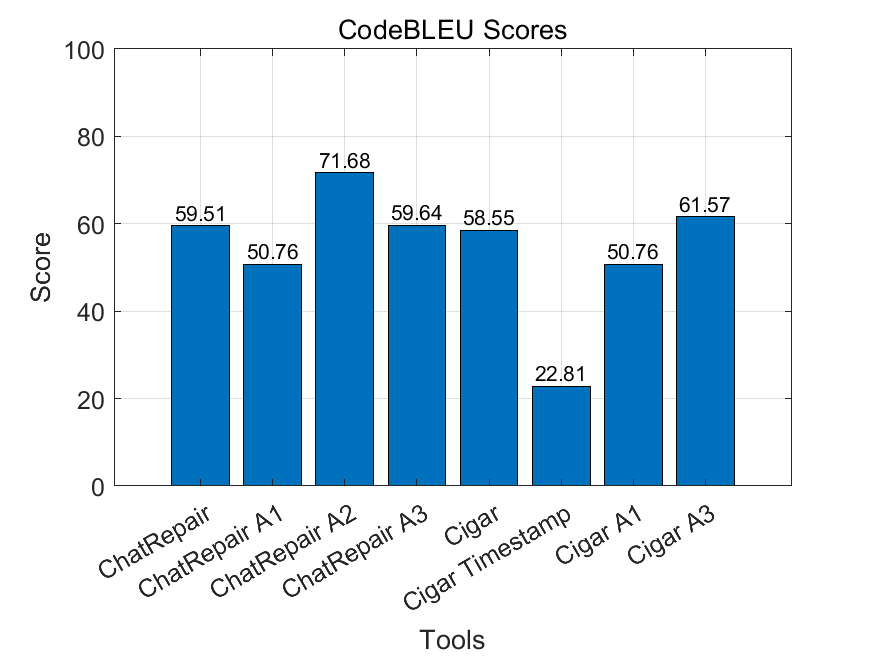 CodeBLEU Scores
100
80
60
40
20
0
Score
59.51
50.76
71.68
59.64
58.55
22.81
50.76
61.57
ChatRepair
ChatRepair A1
ChatRepair A2
ChatRepair A3
Cigar
Cigar Timestamp
Cigar A1
Cigar A3
Tools